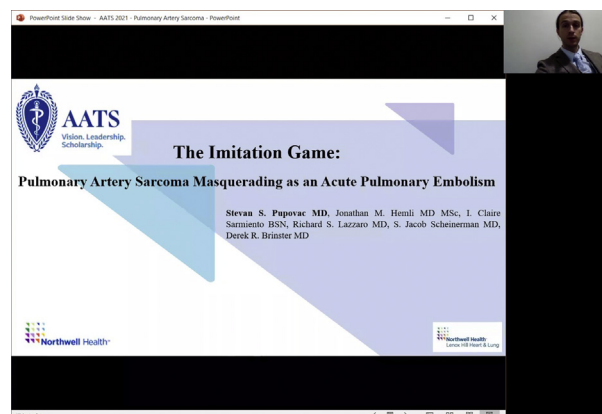 PowerPoint Slide Show - AATS 2021 - Pulmonary Artery Sarcoma - PowerPoint
AATS
Vision. Leadership.
Scholarship.
The Imitation Game:
Pulmonary Artery Sarcoma Masquerading as an Acute Pulmonary Embolism
Stevan S. Pupovac MD, Jonathan M. Hemli MD MSc, I. Claire
Sarmiento BSN, Richard S. Lazzaro MD, S. Jacob Scheinerman MD,
Derek R. Brinster MD
Northwell Health
Northwell Health
Lenox Hill Heart & Lung